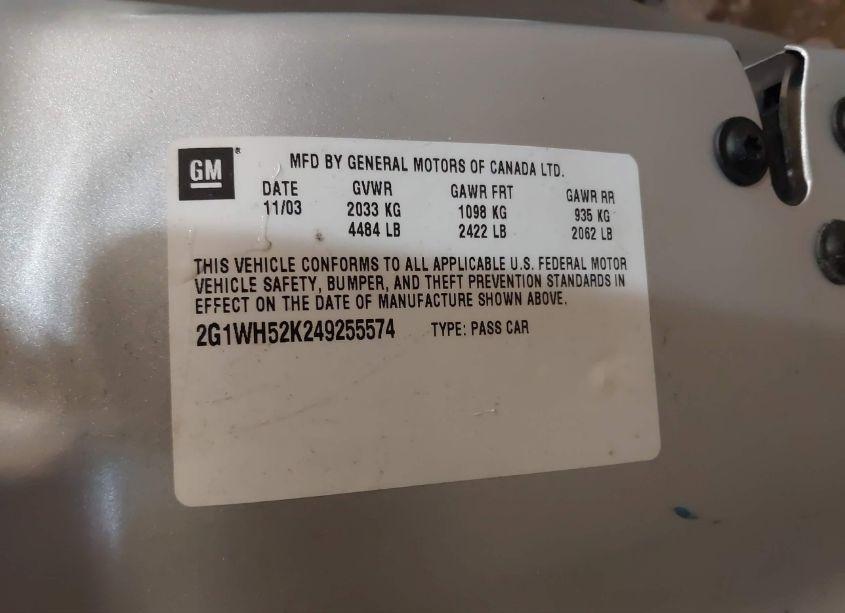 GM® MFD BY GENERAL MOTORS OF CANADA LTD.
DATE GVWR GAWR FRT GAWR RR
11/03 2033 KG 1098 KG 935 KG
4484 LB 2422 LB 2062 LB
THIS VEHICLE CONFORMS TO ALL APPLICABLE U.S. FEDERAL MOTOR
VEHICLE SAFETY, BUMPER, AND THEFT PREVENTION STANDARDS IN
EFFECT ON THE DATE OF MANUFACTURE SHOWN ABOVE.
2G1WH52K249255574 TYPE: PASS CAR